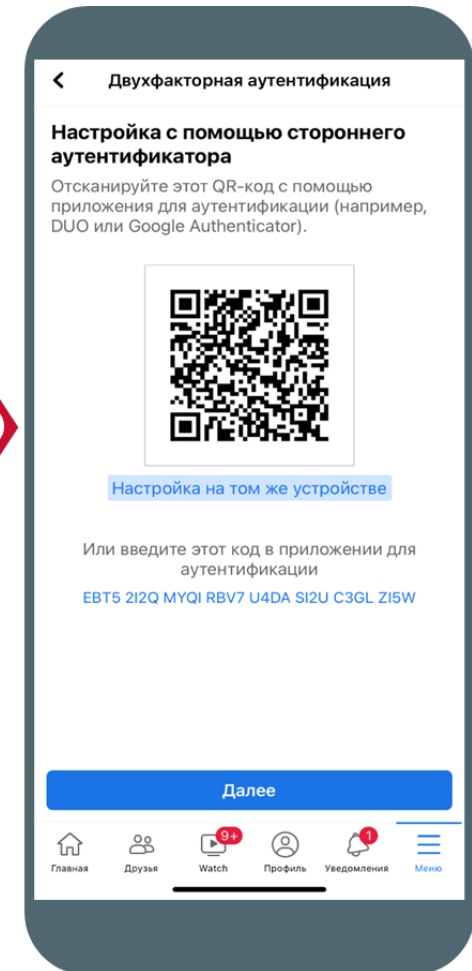 Двухфакторная аутентификация
Настройка с помощью стороннего
аутентификатора
Отсканируйте этот QR-код с помощью
приложения для аутентификации (например,
DUO или Google Authenticator).
Настройка на том же устройстве
Или введите этот код в приложении для
аутентификации
EBT5 2I2Q MYQI RBV7 U4DA SI2U C3GL ZI5W
Далее
9+ 1
Главная Друзья Watch Профиль Уведомления Меню